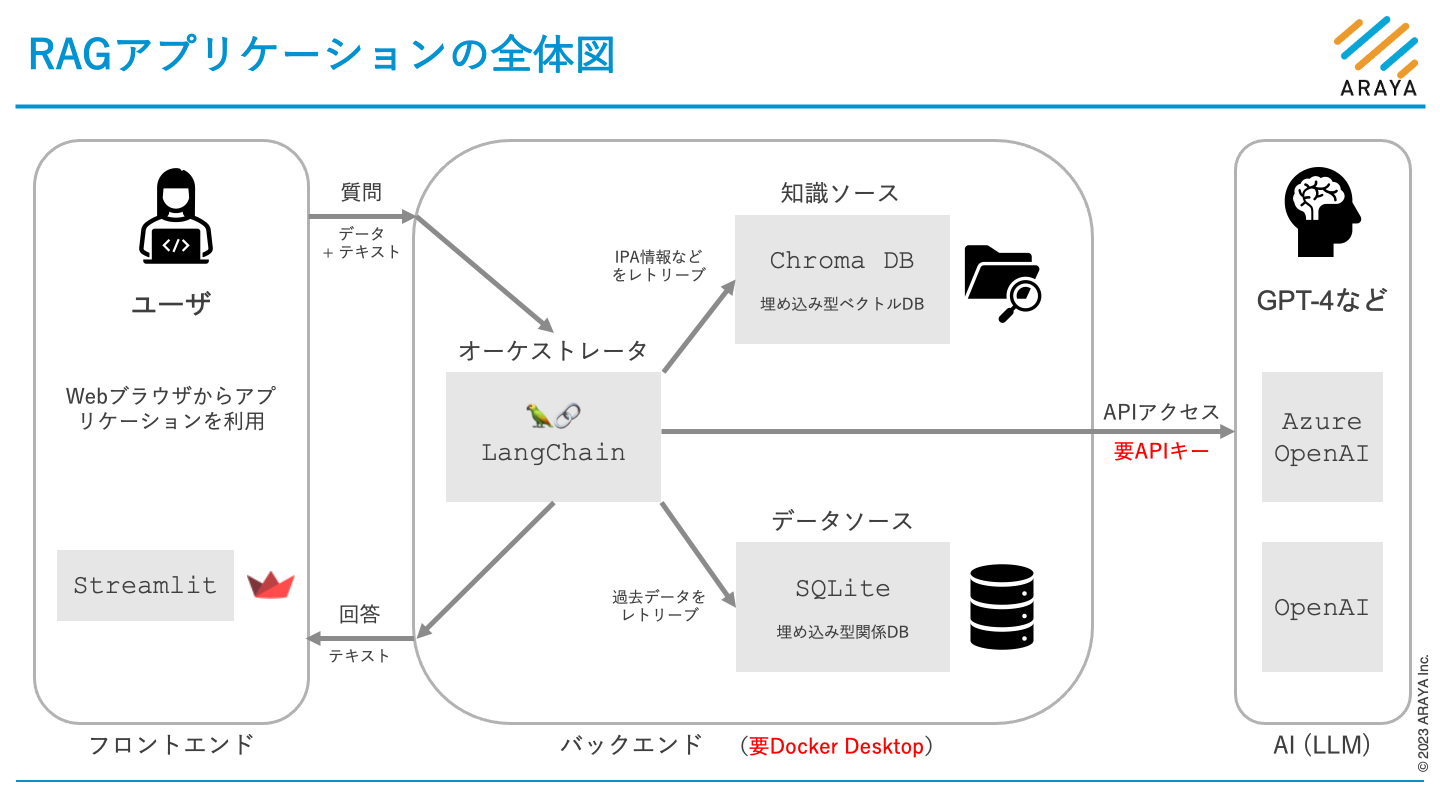 RAGアプリケーションの全体図
ARAYA
ユーザ
Webブラウザからアプ
リケーションを利用
Streamlit
フロントエンド
質問
データ
+ テキスト
回答
テキスト
オーケストレータ
LangChain
IPA情報など
をレトリーブ
知識ソース
Chroma DB
埋め込み型ベクトルDB
過去データを
レトリーブ
データソース
SQLite
埋め込み型関係DB
バックエンド (要Docker Desktop)
APIアクセス
要APIキー
</>
GPT-4など
Azure
OpenAI
OpenAI
AI (LLM)
© 2023 ARAYA Inc.